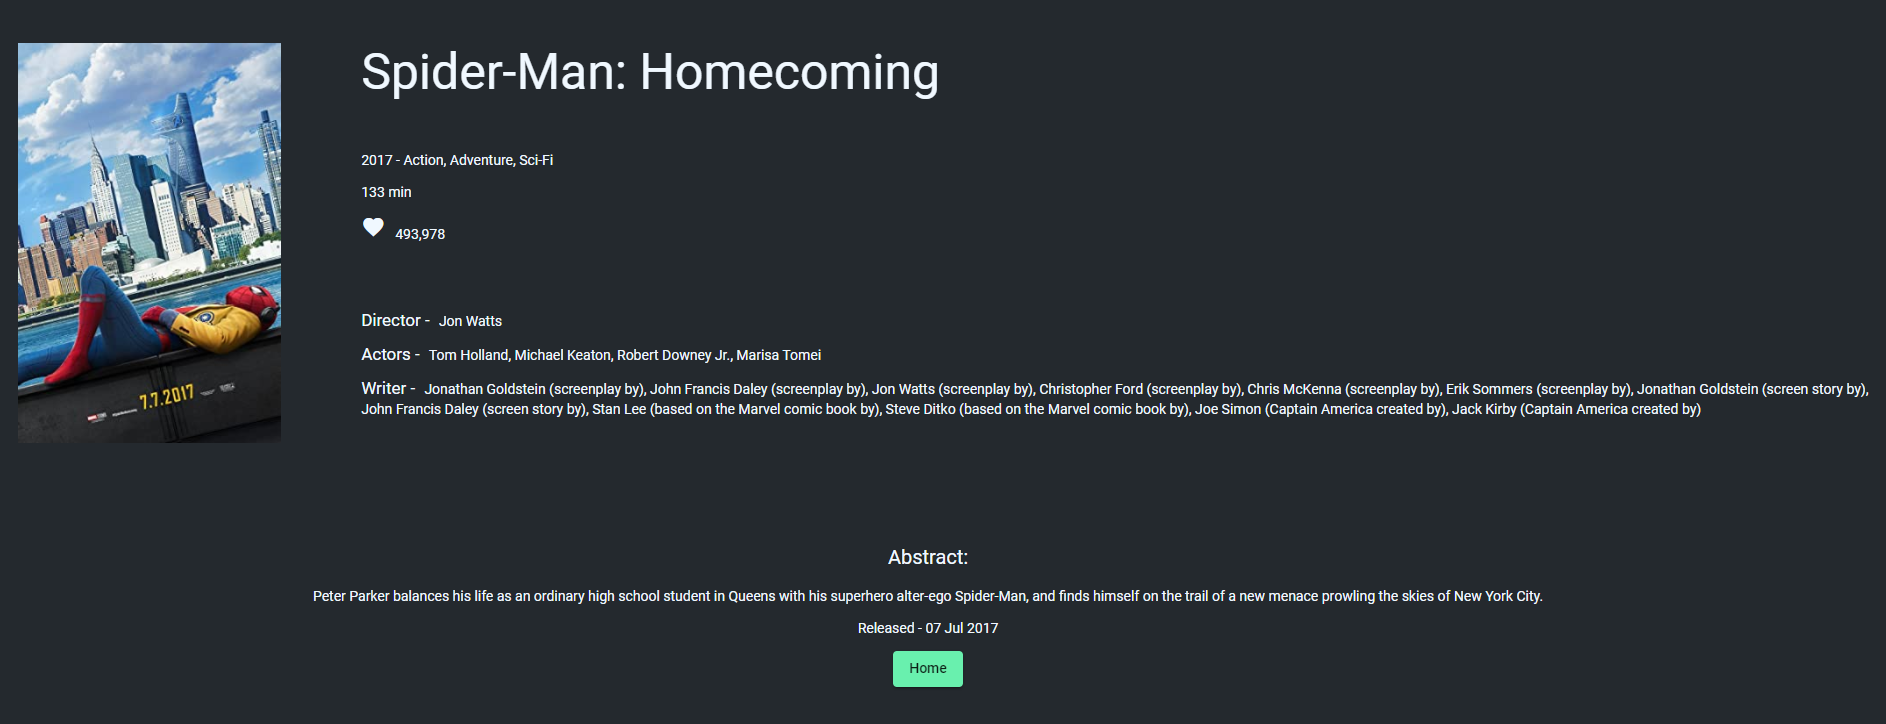 Spider-Man: Homecoming
2017 - Action, Adventure, Sci-Fi
133 min
493,978
Director - Jon Watts
Actors - Tom Holland, Michael Keaton, Robert Downey Jr., Marisa Tomei
Writer - Jonathan Goldstein (screenplay by), John Francis Daley (screenplay by), Jon Watts (screenplay by), Christopher Ford (screenplay by), Chris McKenna (screenplay by), Erik Sommers (screenplay by), Jonathan Goldstein (screen story by),
John Francis Daley (screen story by), Stan Lee (based on the Marvel comic book by), Steve Ditko (based on the Marvel comic book by), Joe Simon (Captain America created by), Jack Kirby (Captain America created by)
7.7.2017
Abstract:
Peter Parker balances his life as an ordinary high school student in Queens with his superhero alter-ego Spider-Man, and finds himself on the trail of a new menace prowling the skies of New York City.
Released - 07 Jul 2017
Home